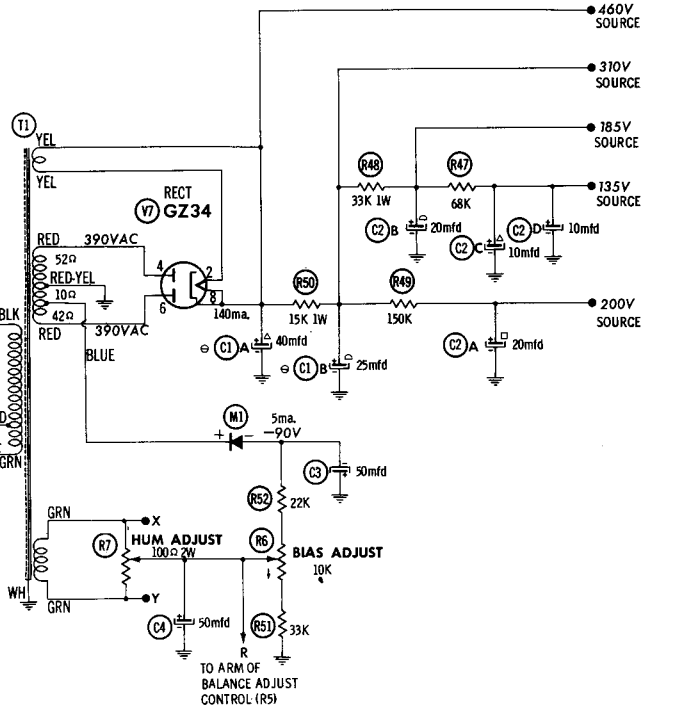 460V
SOURCE
310V
SOURCE
185V
SOURCE
135V
SOURCE
200V
SOURCE
T1
YEL
YEL
RECT
V7 GZ34
R48
33K 1W
R47
68K
C2 B 20mfd
C2 C 10mfd
C2 D 10mfd
RED 390VAC
52Ω
RED-YEL
10Ω
42Ω
RED 390VAC
BLUE
4
2
6
8
140ma.
R50
15K 1W
R49
150K
⊖ C1 A 40mfd
⊖ C1 B 25mfd
C2 A 20mfd
BLK
D
GRN
M1
+ −
5ma.
−90V
C3 50mfd
R52 22K
GRN
X
R7
HUM ADJUST
100Ω 2W
R6
BIAS ADJUST
10K
WH
GRN
Y
C4 50mfd
R51 33K
R
TO ARM OF
BALANCE ADJUST
CONTROL (R5)